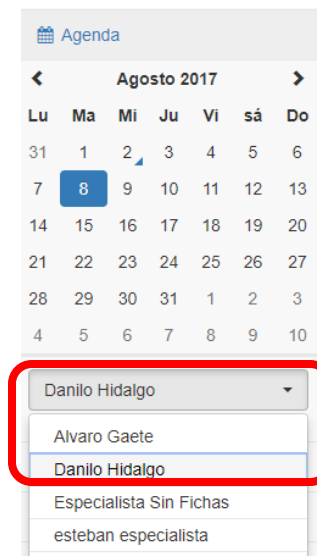 Agenda
Agosto 2017
Lu Ma Mi Ju Vi sá Do
31 1 2 3 4 5 6
7 8 9 10 11 12 13
14 15 16 17 18 19 20
21 22 23 24 25 26 27
28 29 30 31 1 2 3
4 5 6 7 8 9 10
Danilo Hidalgo
Alvaro Gaete
Danilo Hidalgo
Especialista Sin Fichas
esteban especialista